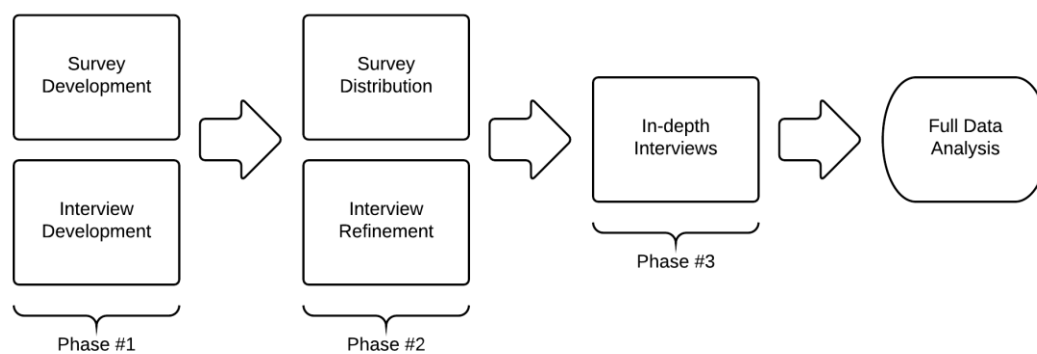 Survey
Development
Interview
Development
Phase #1
Survey
Distribution
Interview
Refinement
Phase #2
In-depth
Interviews
Phase #3
Full Data
Analysis